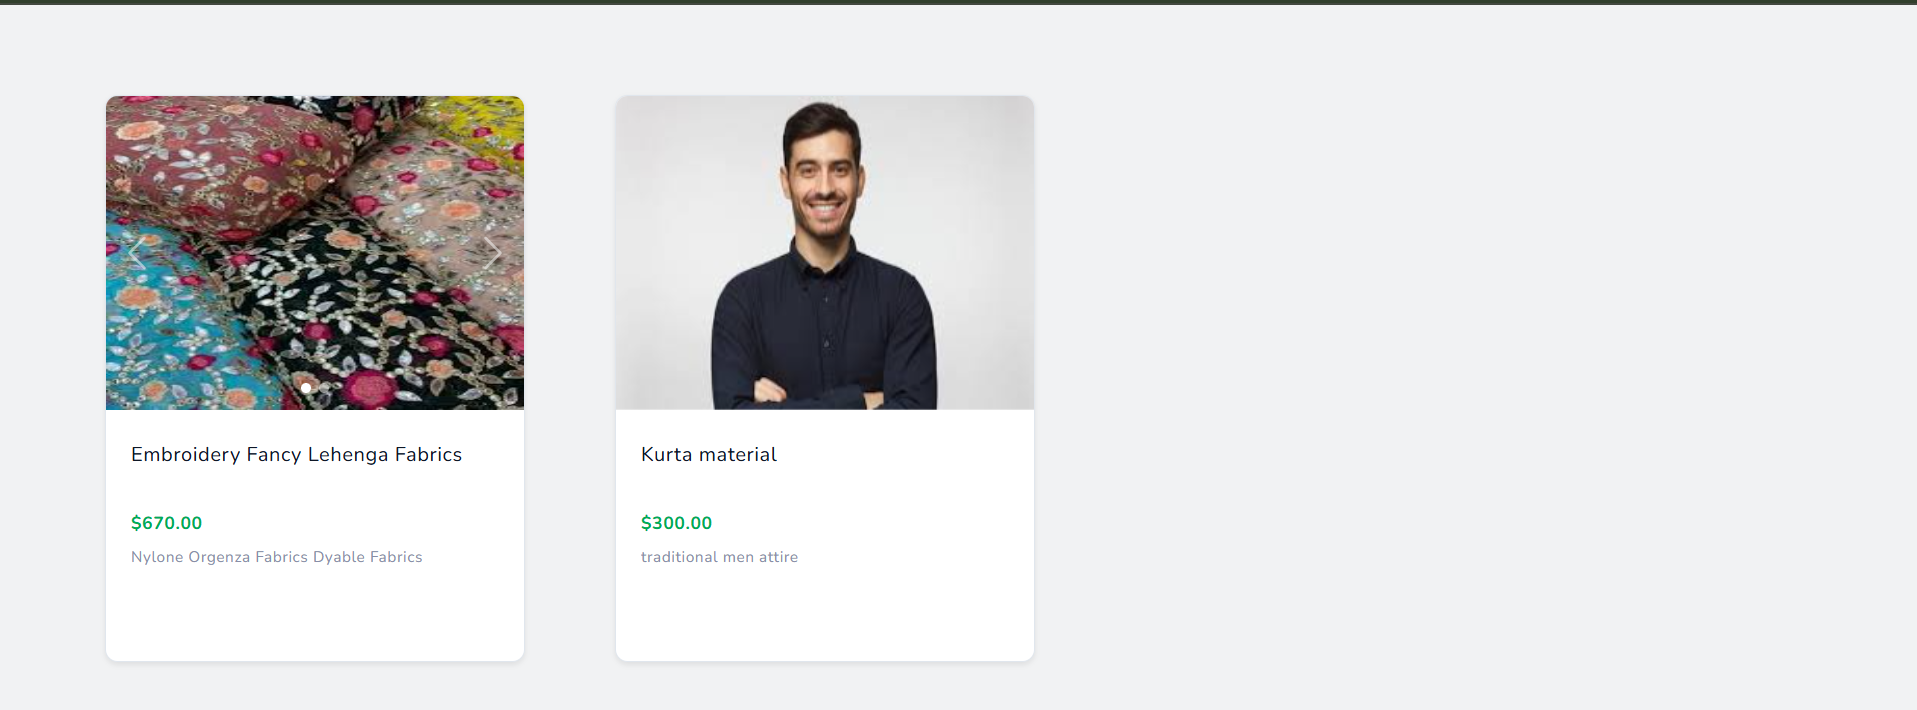 Embroidery Fancy Lehenga Fabrics
$670.00
Nylone Orgenza Fabrics Dyable Fabrics
Kurta material
$300.00
traditional men attire